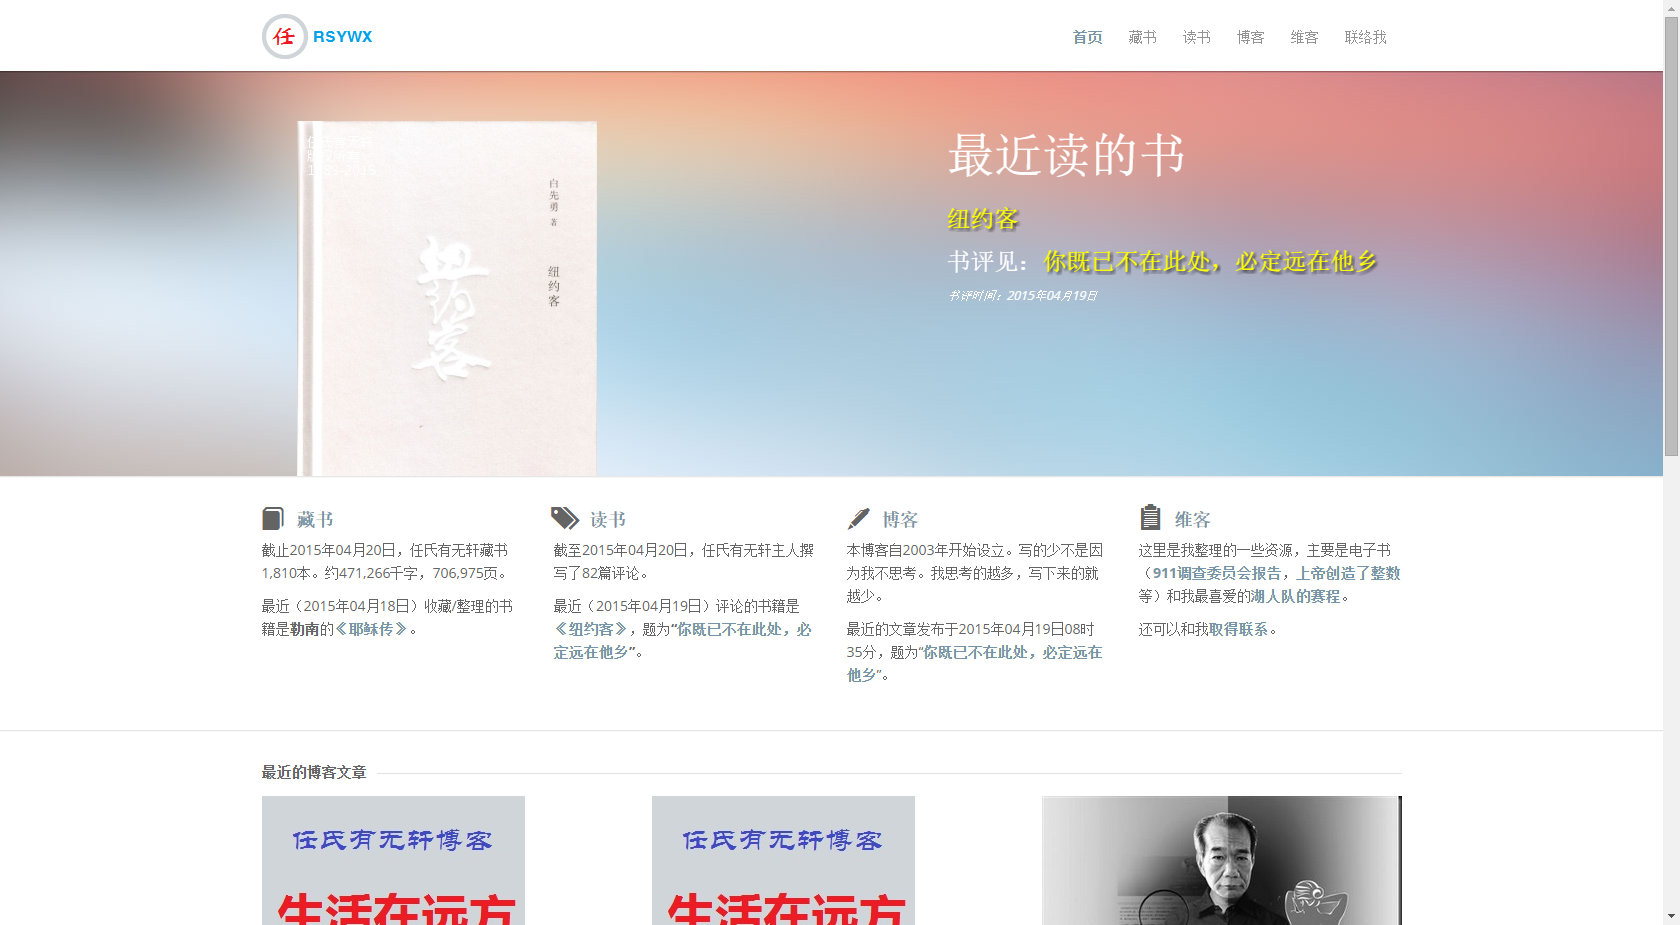 任 RSYWX
首页 藏书 读书 博客 维客 联络我
任氏有无轩
版权所有
白先勇 著
纽约客
纽约客
最近读的书
纽约客
书评见：你既已不在此处，必定远在他乡
书评时间：2015年04月19日
藏书
截止2015年04月20日，任氏有无轩藏书
1,810本。约471,266千字，706,975页。
最近（2015年04月18日）收藏/整理的书
籍是勒南的《耶稣传》。
读书
截至2015年04月20日，任氏有无轩主人撰
写了82篇评论。
最近（2015年04月19日）评论的书籍是
《纽约客》，题为“你既已不在此处，必
定远在他乡”。
博客
本博客自2003年开始设立。写的少不是因
为我不思考。我思考的越多，写下来的就
越少。
最近的文章发布于2015年04月19日08时
35分，题为“你既已不在此处，必定远在
他乡”。
维客
这里是我整理的一些资源，主要是电子书
（911调查委员会报告，上帝创造了整数
等）和我最喜爱的湖人队的赛程。
还可以和我取得联系。
最近的博客文章
任氏有无轩博客
生活在远方
任氏有无轩博客
生活在远方